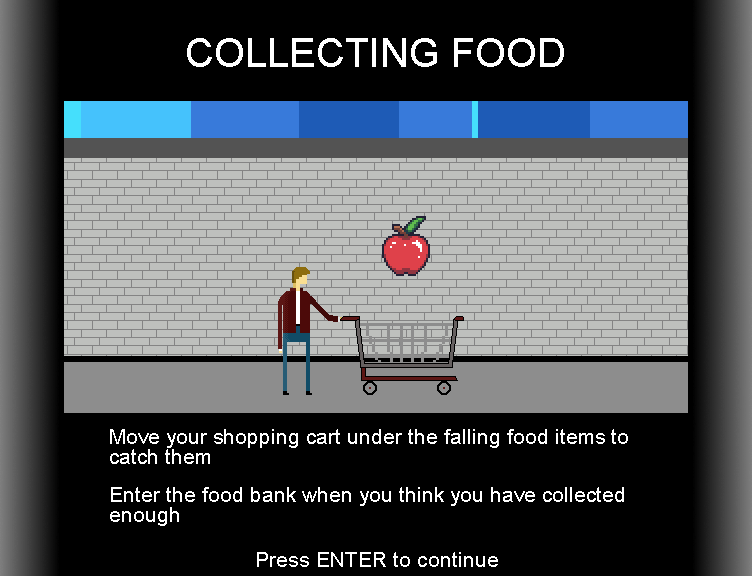 COLLECTING FOOD
Move your shopping cart under the falling food items to
catch them
Enter the food bank when you think you have collected
enough
Press ENTER to continue